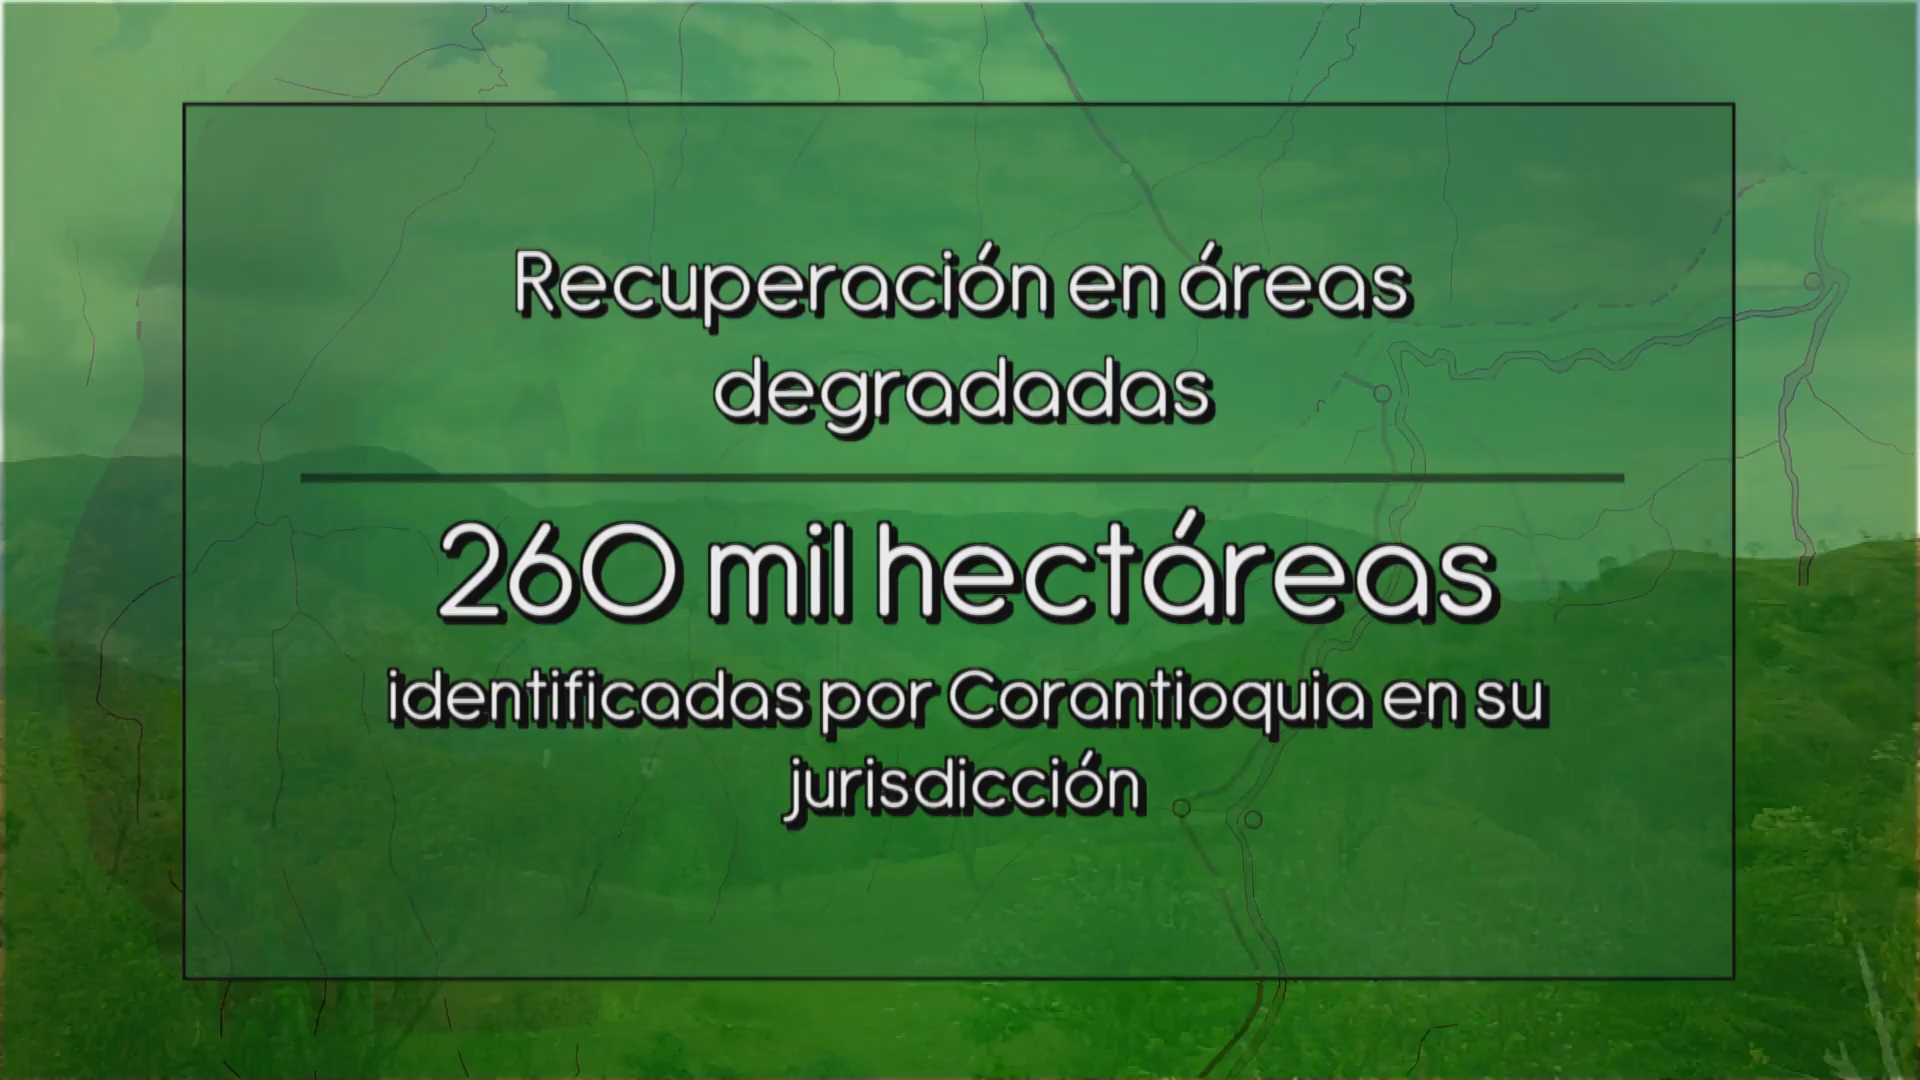 Recuperación en áreas
degradadas
260 mil hectáreas
identificadas por Corantioquia en su
jurisdicción